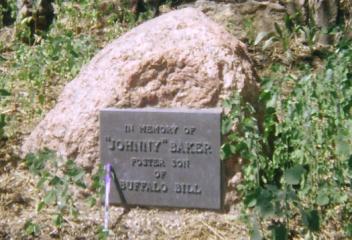 IN MEMORY OF
"JOHNNY" BAKER
FOSTER SON
OF
BUFFALO BILL